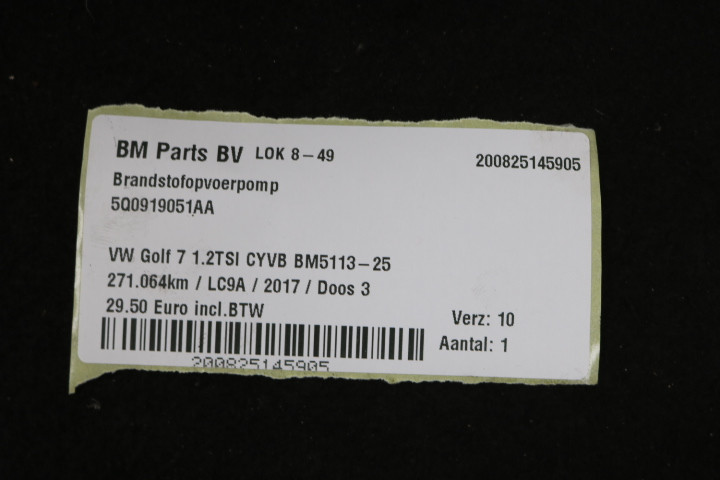 BM Parts BV LOK 8-49 200825145905
Brandstofopvoerpomp
5Q0919051AA
VW Golf 7 1.2TSI CYVB BM5113-25
271.064km / LC9A / 2017 / Doos 3
29.50 Euro incl.BTW
Verz: 10
Aantal: 1
200825145905